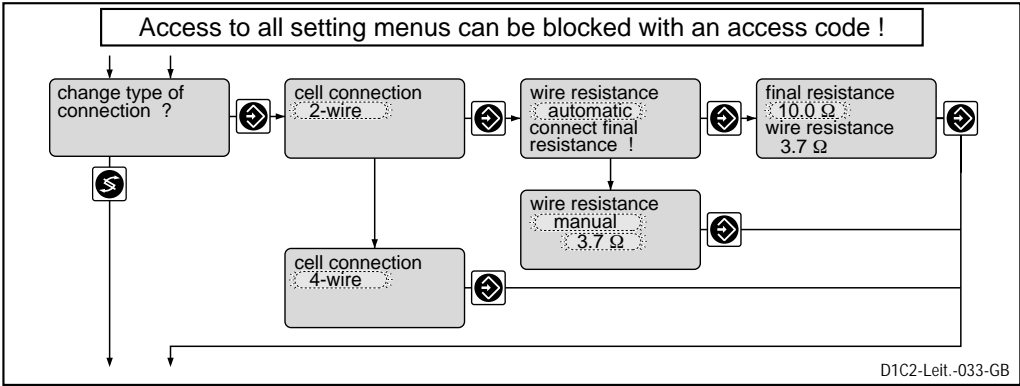 Access to all setting menus can be blocked with an access code !
change type of
connection ?
cell connection
2-wire
wire resistance
automatic
connect final
resistance !
final resistance
10.0 Ω
wire resistance
3.7 Ω
wire resistance
manual
3.7 Ω
cell connection
4-wire
D1C2-Leit.-033-GB